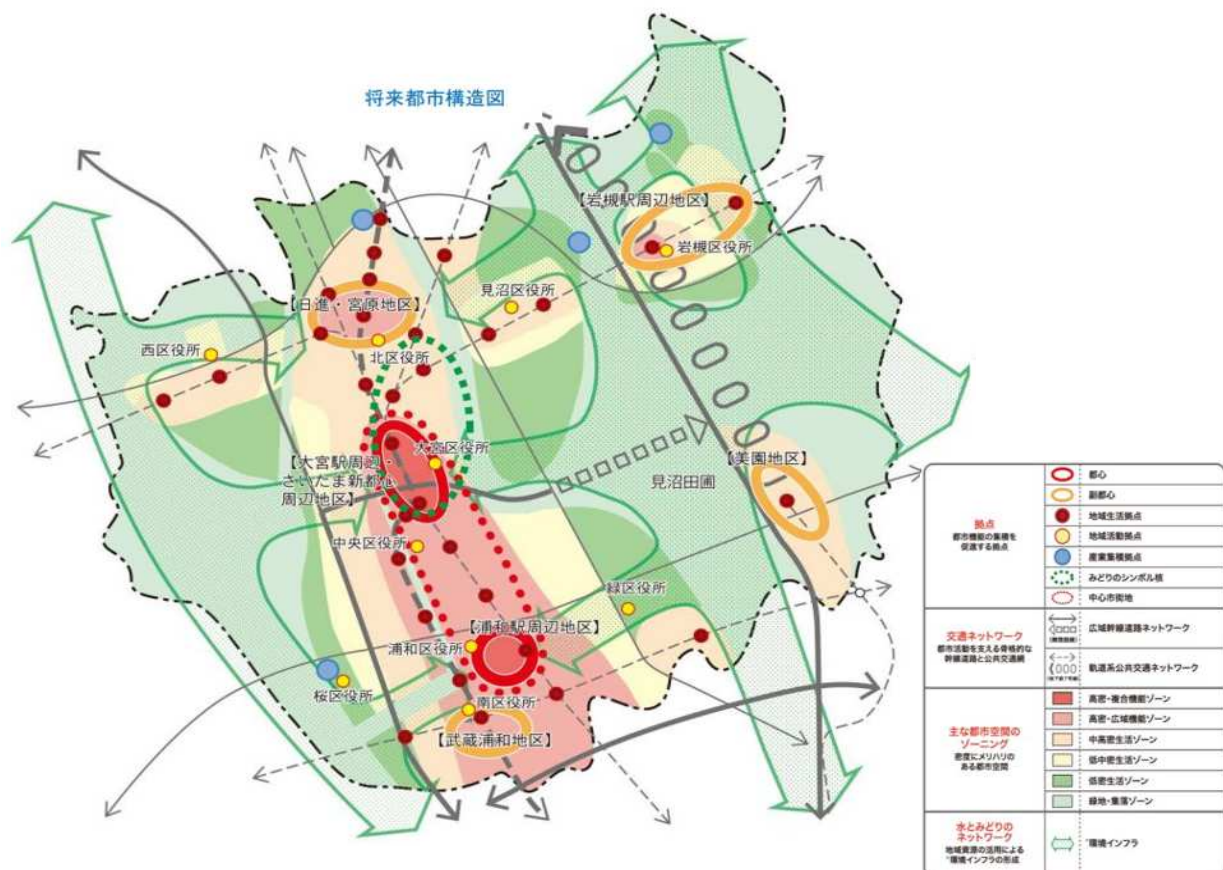 将来都市構造図
【岩槻駅周辺地区】
岩槻区役所
見沼区役所
【日進・宮原地区】
西区役所
北区役所
大宮区役所
【大宮駅周辺・
さいたま新都心
周辺地区】
【美園地区】
見沼田圃
中央区役所
緑区役所
【浦和駅周辺地区】
浦和区役所
桜区役所
南区役所
【武蔵浦和地区】
拠点
都市機能の集積を
促進する拠点
都心
副都心
地域生活拠点
地域活動拠点
産業集積拠点
みどりのシンボル核
中心市街地
交通ネットワーク
都市活動を支える骨格的な
幹線道路と公共交通網
広域幹線道路ネットワーク
軌道系公共交通ネットワーク
主な都市空間の
ゾーニング
密度にメリハリの
ある都市空間
高密・複合機能ゾーン
高密・広域機能ゾーン
中高密生活ゾーン
低中密生活ゾーン
低密生活ゾーン
緑地・集落ゾーン
水とみどりの
ネットワーク
地域資源の活用による
*環境インフラの形成
*環境インフラ